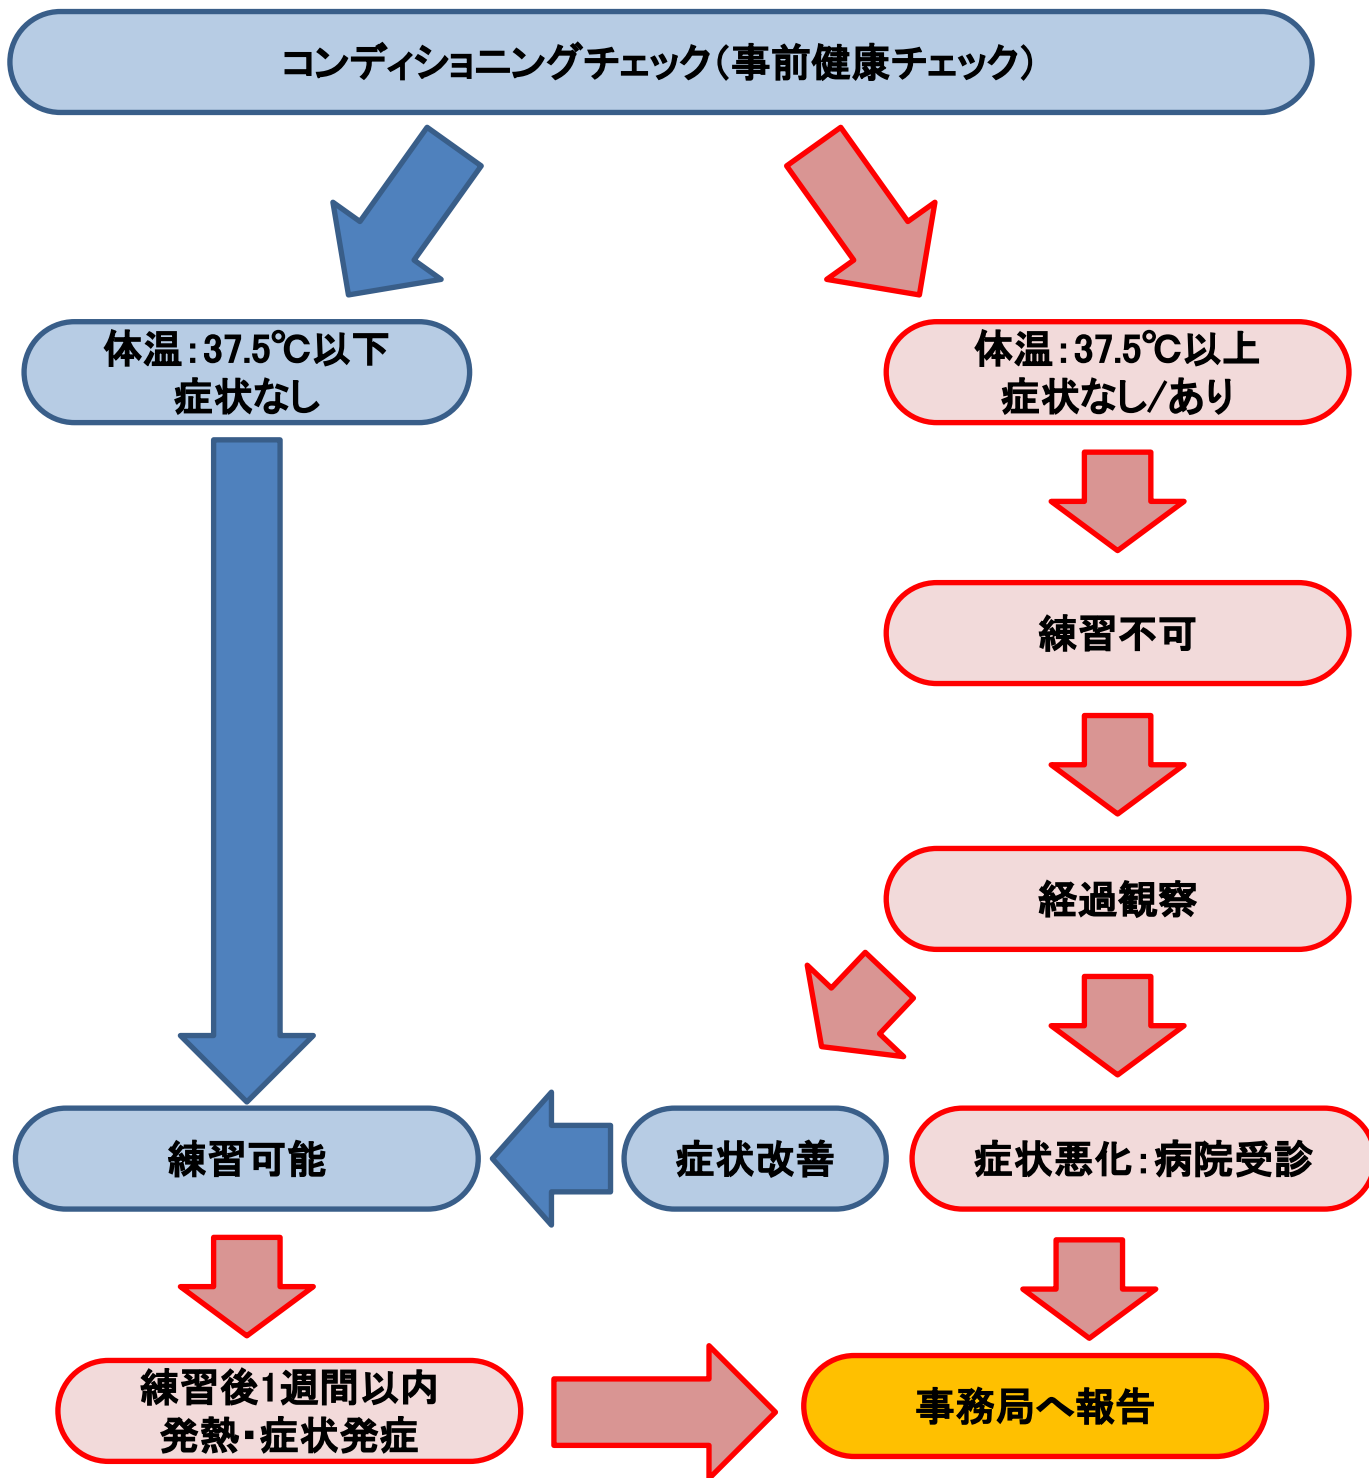 コンディショニングチェック（事前健康チェック）
体温：37.5℃以下
症状なし
体温：37.5℃以上
症状なし/あり
練習不可
経過観察
練習可能
症状改善
症状悪化：病院受診
練習後1週間以内
発熱・症状発症
事務局へ報告